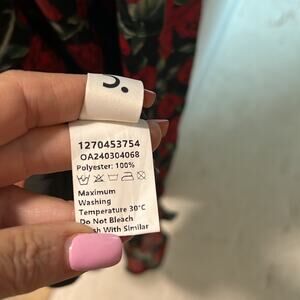 1270453754
OA240304068
Polyester: 100%
Maximum
Washing
Temperature 30°C
Do Not Bleach
With Similar